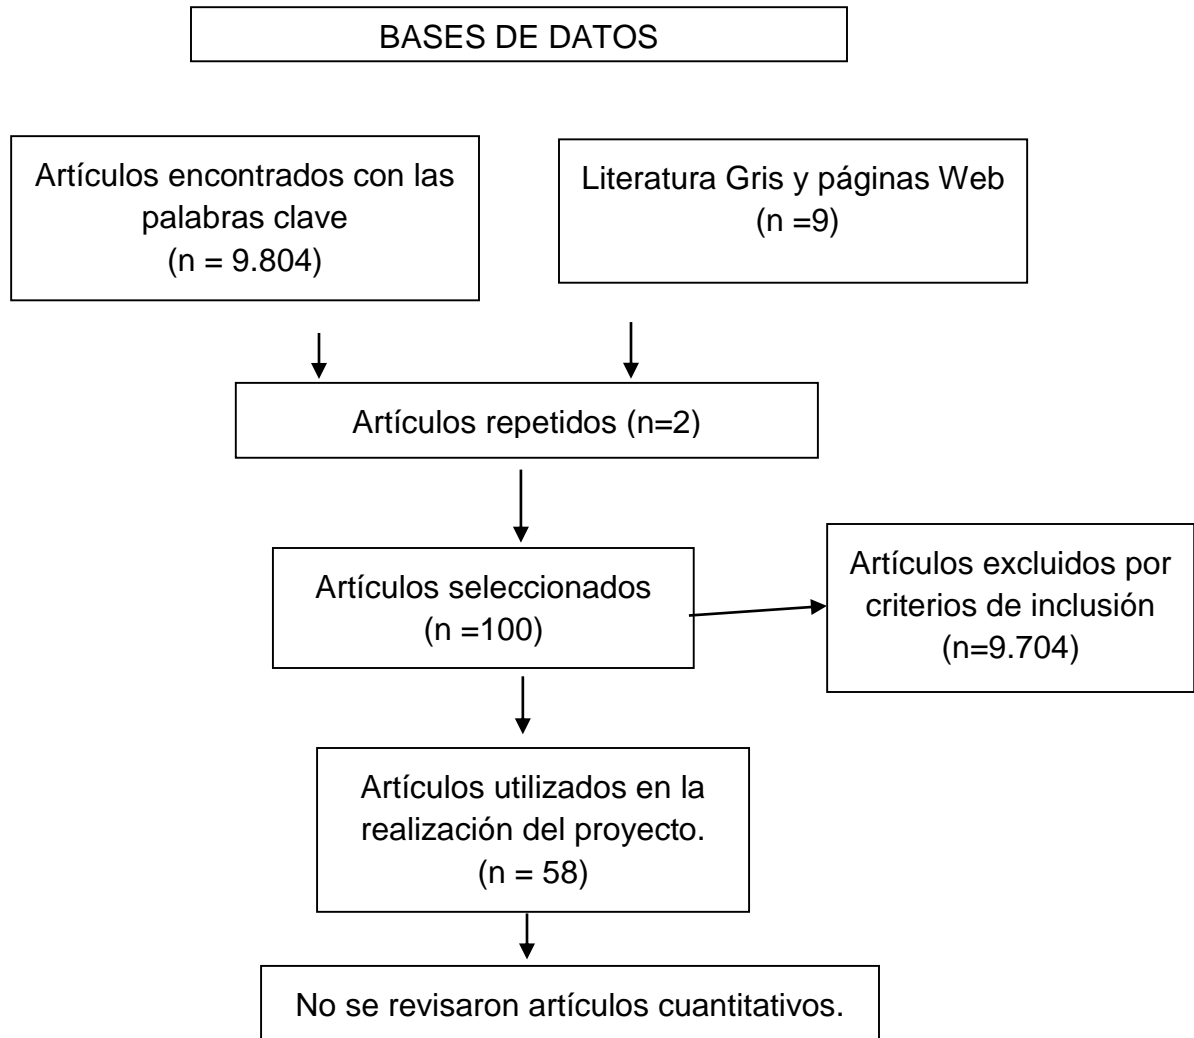 BASES DE DATOS
Artículos encontrados con las
palabras clave
(n = 9.804)
Literatura Gris y páginas Web
(n =9)
Artículos repetidos (n=2)
Artículos seleccionados
(n =100)
Artículos excluidos por
criterios de inclusión
(n=9.704)
Artículos utilizados en la
realización del proyecto.
(n = 58)
No se revisaron artículos cuantitativos.